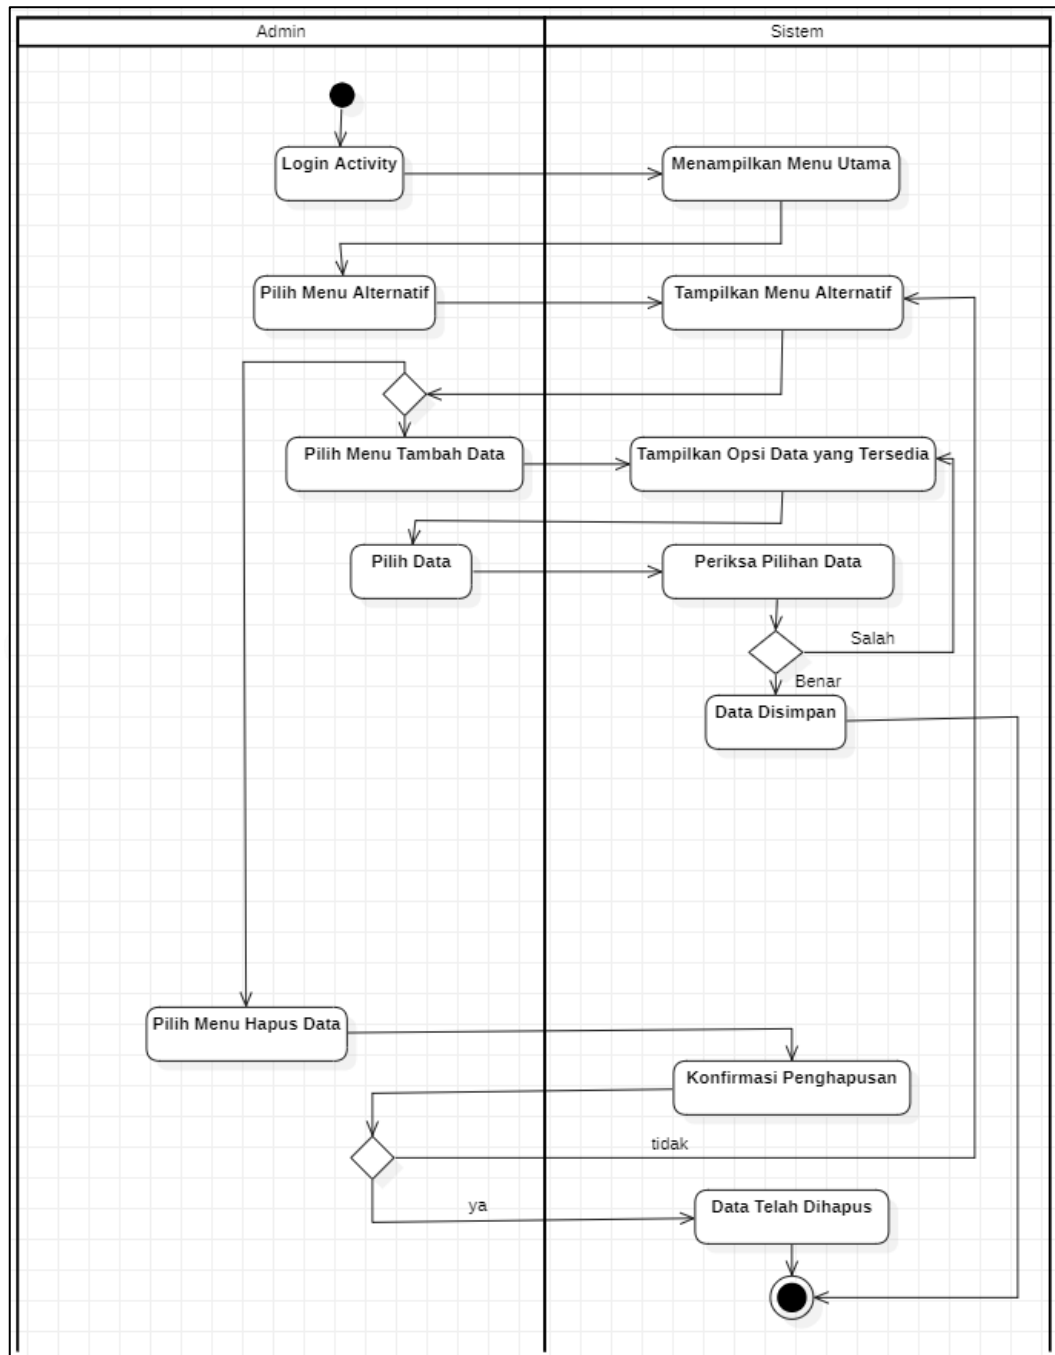 Admin
Sistem
Login Activity
Menampilkan Menu Utama
Pilih Menu Alternatif
Tampilkan Menu Alternatif
Pilih Menu Tambah Data
Tampilkan Opsi Data yang Tersedia
Pilih Data
Periksa Pilihan Data
Salah
Benar
Data Disimpan
Pilih Menu Hapus Data
Konfirmasi Penghapusan
tidak
ya
Data Telah Dihapus